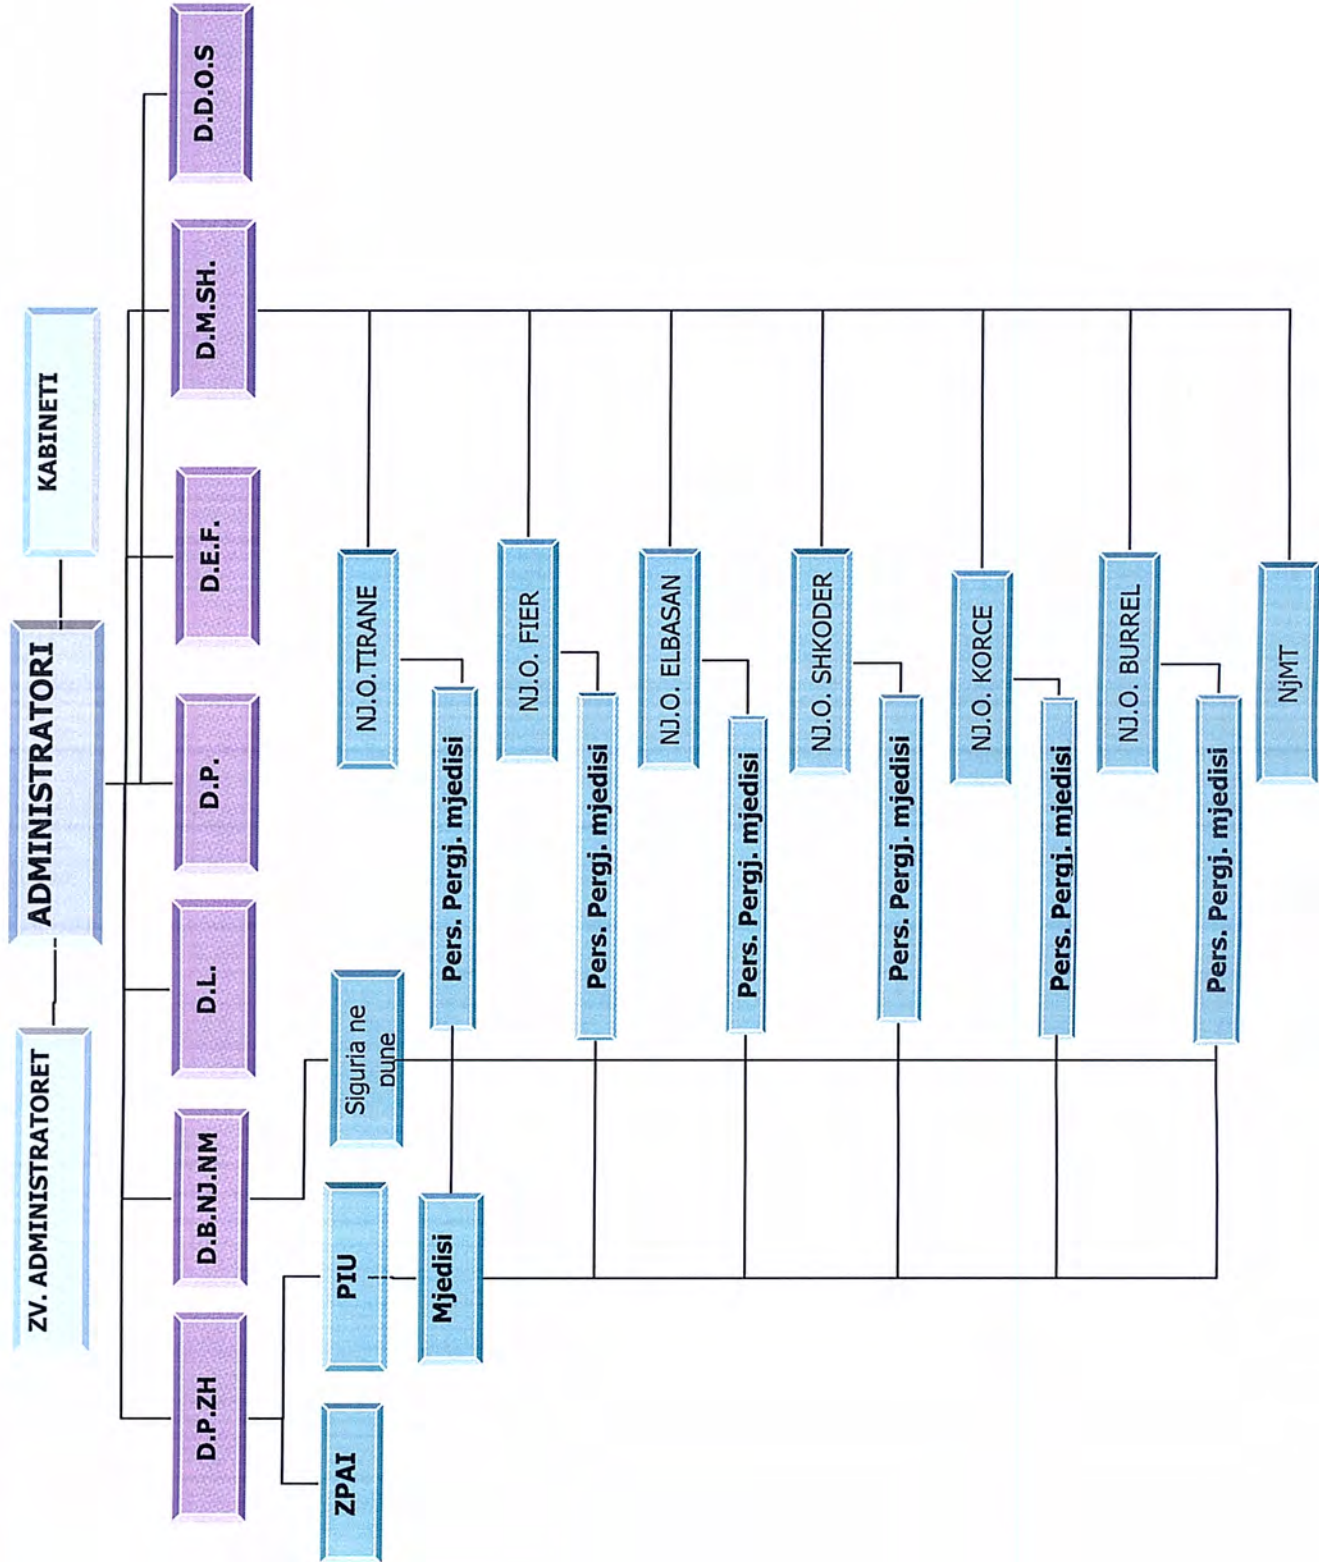 ADMINISTRATORI
ZV. ADMINISTRATORET
KABINETI
D.P.ZH
D.B.NJ.NM
D.L.
D.P.
D.E.F.
D.M.SH.
D.D.O.S
ZPAI
PIU
Siguria ne
pune
Mjedisi
NJ.O.TIRANE
Pers. Pergj. mjedisi
NJ.O. FIER
Pers. Pergj. mjedisi
NJ.O. ELBASAN
Pers. Pergj. mjedisi
NJ.O. SHKODER
Pers. Pergj. mjedisi
NJ.O. KORCE
Pers. Pergj. mjedisi
NJ.O. BURREL
Pers. Pergj. mjedisi
NjMT